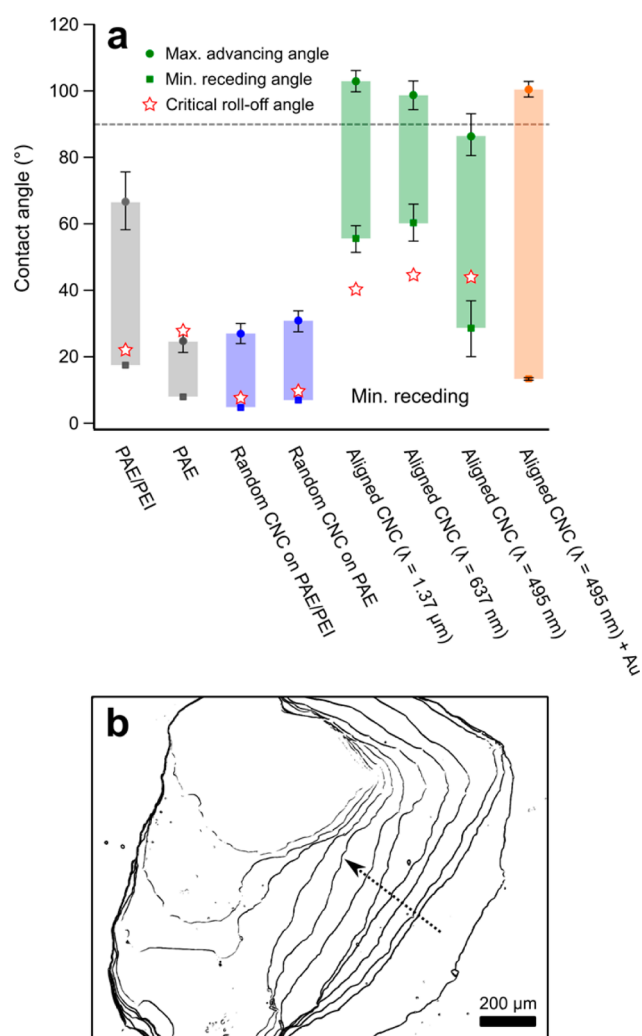 a
120
100
80
60
40
20
0
Contact angle (°)
Max. advancing angle
Min. receding angle
Critical roll-off angle
Min. receding
PAE/PEI
PAE
Random CNC on PAE/PEI
Random CNC on PAE
Aligned CNC (λ = 1.37 µm)
Aligned CNC (λ = 637 nm)
Aligned CNC (λ = 495 nm)
Aligned CNC (λ = 495 nm) + Au
b
200 µm